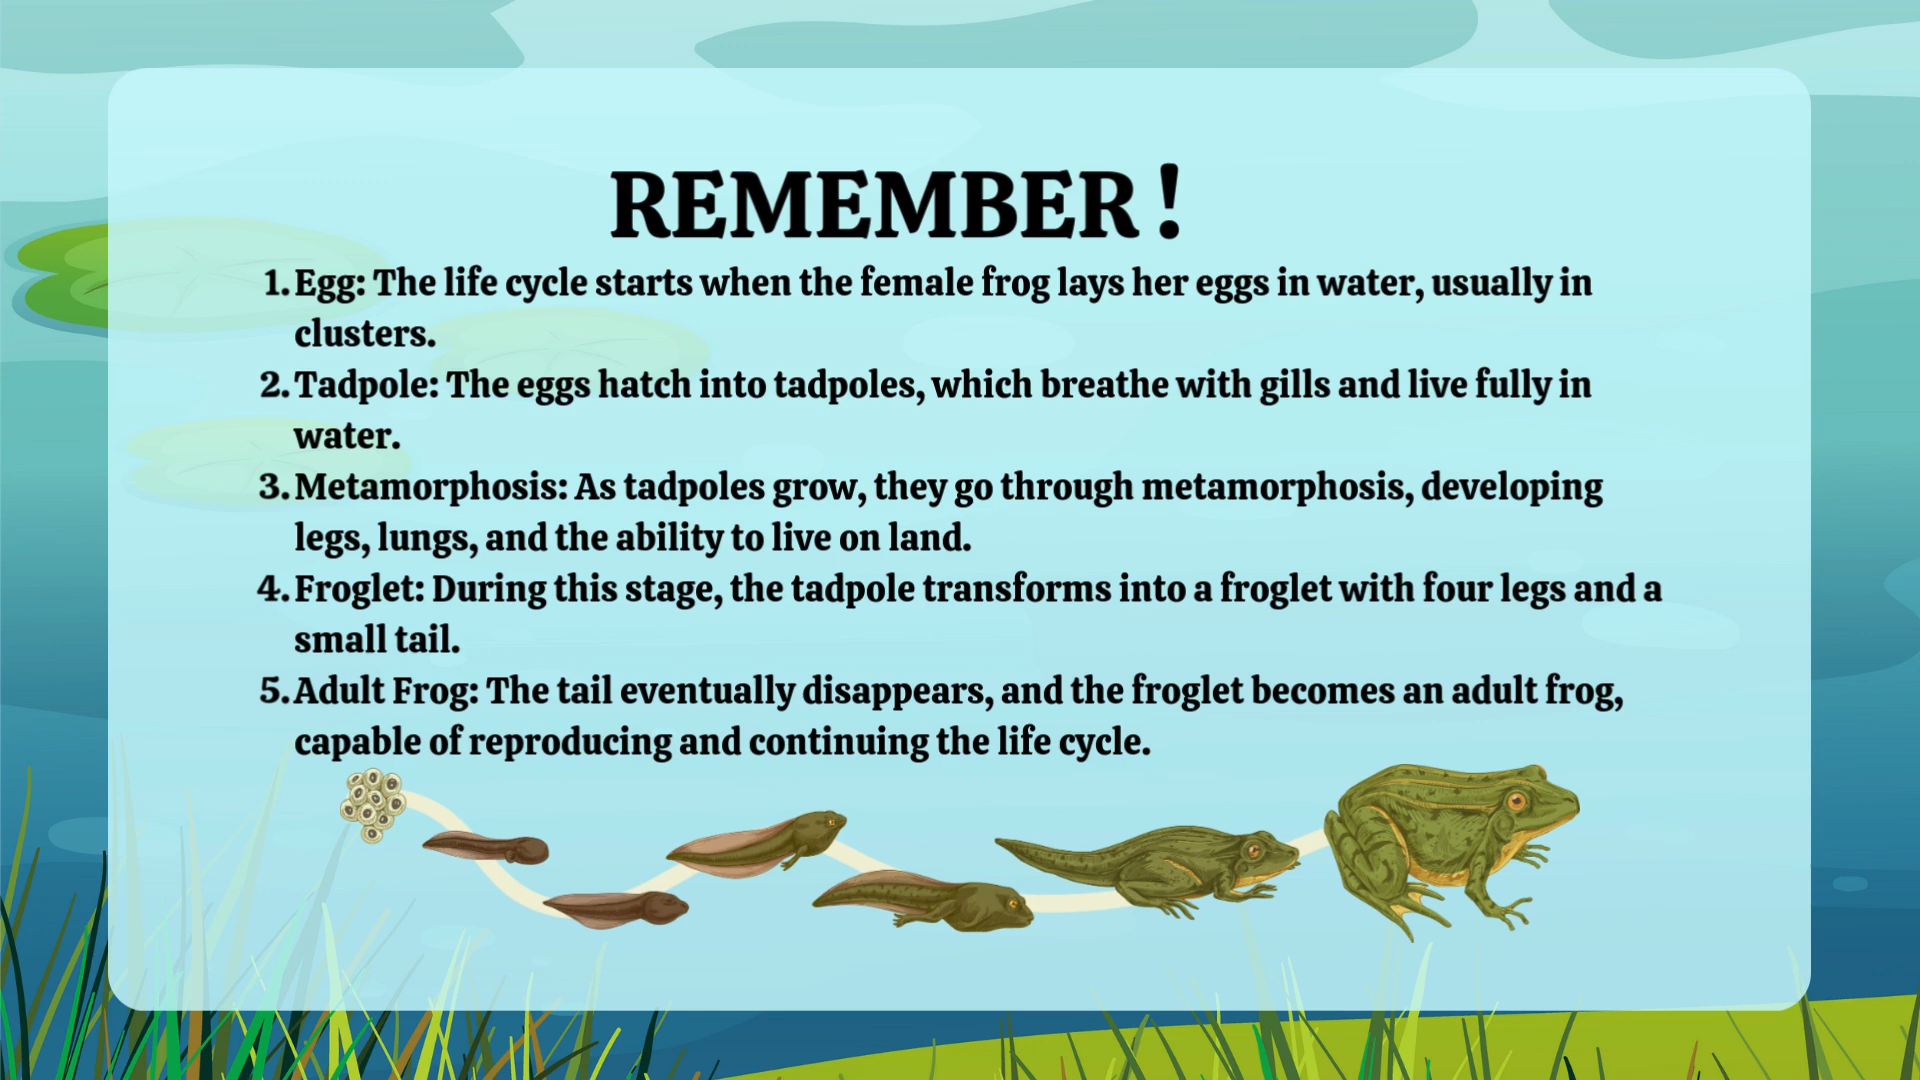 REMEMBER!
1. Egg: The life cycle starts when the female frog lays her eggs in water, usually in
clusters.
2. Tadpole: The eggs hatch into tadpoles, which breathe with gills and live fully in
water.
3. Metamorphosis: As tadpoles grow, they go through metamorphosis, developing
legs, lungs, and the ability to live on land.
4. Froglet: During this stage, the tadpole transforms into a froglet with four legs and a
small tail.
5. Adult Frog: The tail eventually disappears, and the froglet becomes an adult frog,
capable of reproducing and continuing the life cycle.